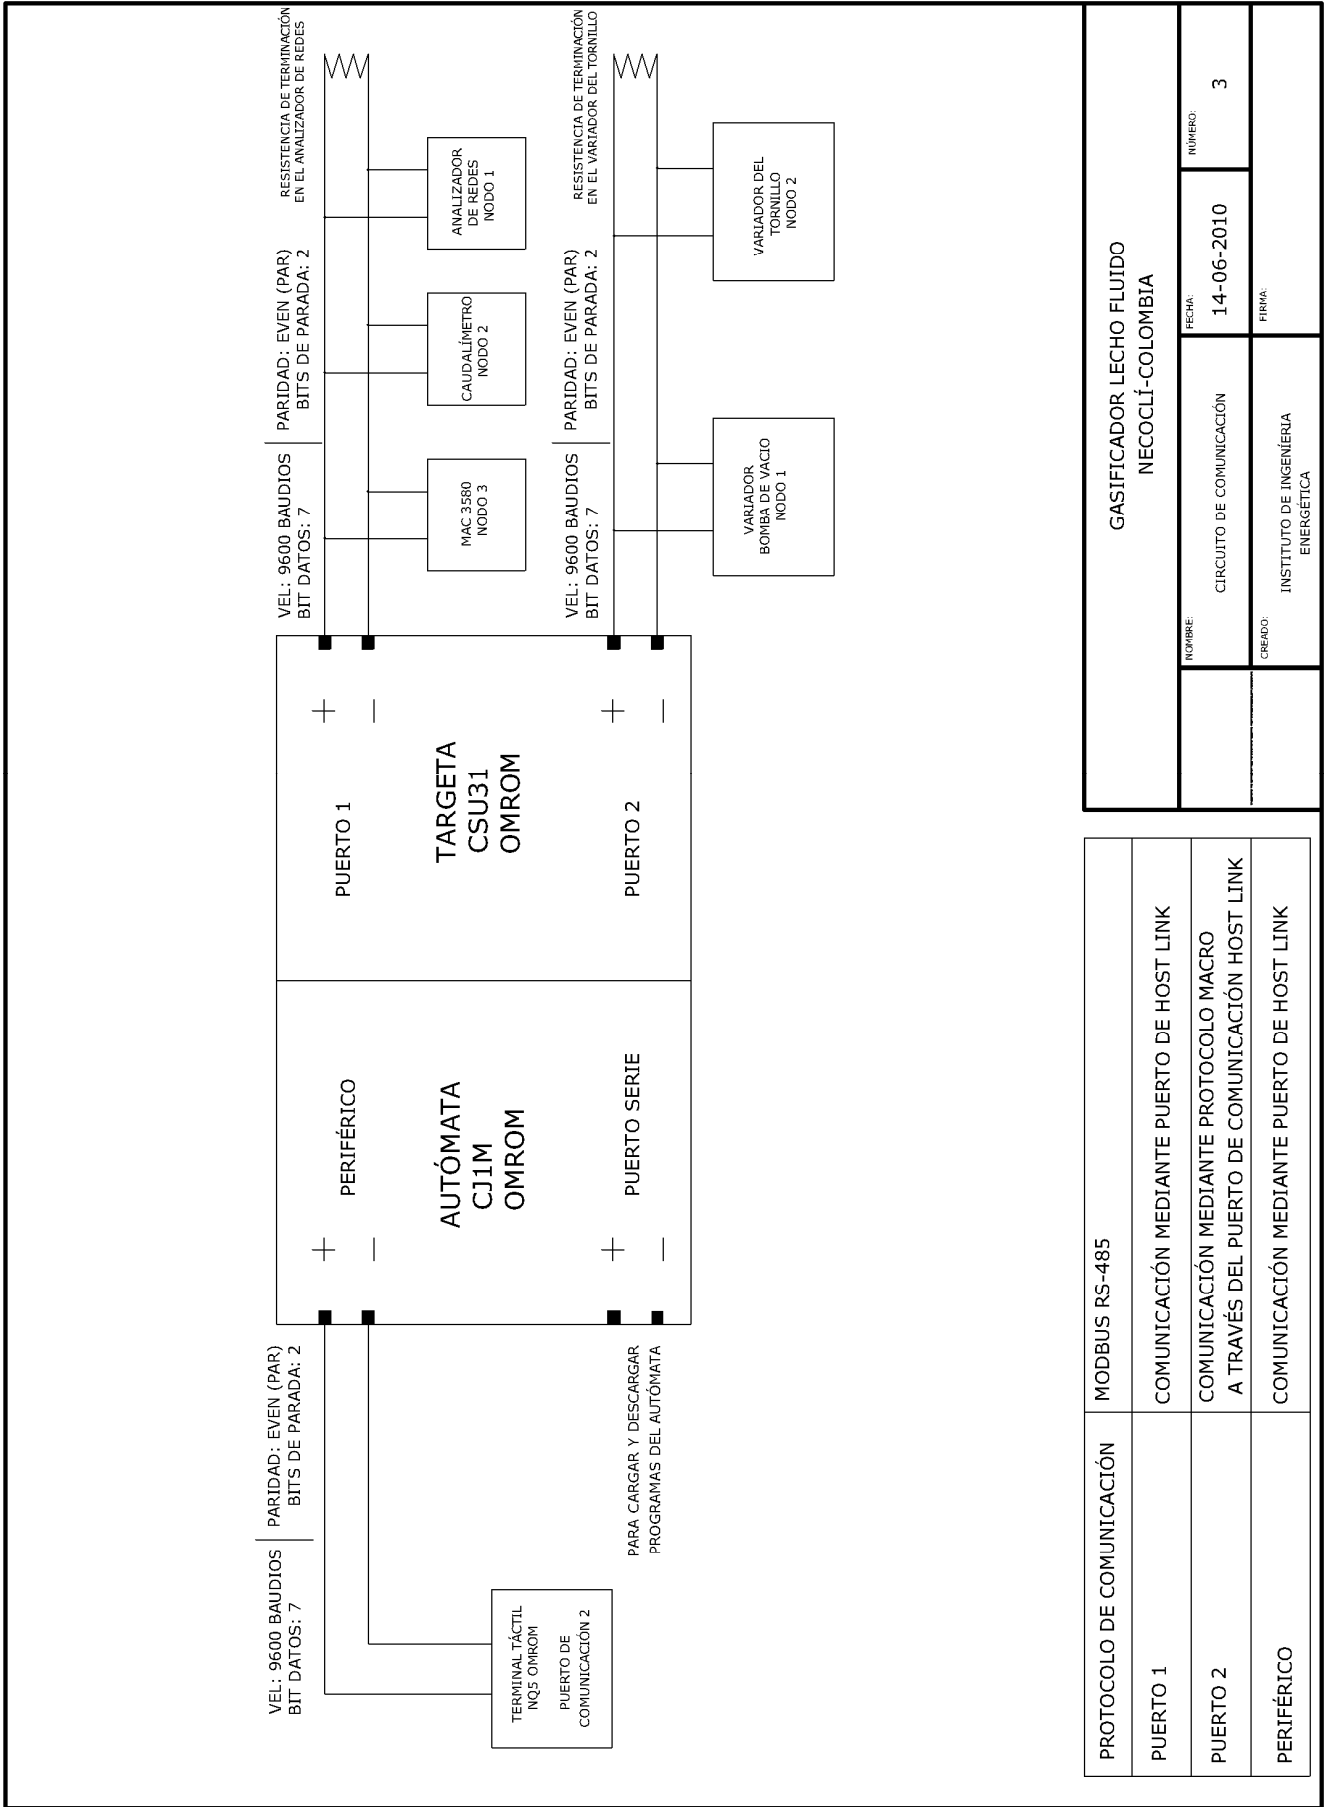 VEL: 9600 BAUDIOS
BIT DATOS: 7
PARIDAD: EVEN (PAR)
BITS DE PARADA: 2
TERMINAL TÁCTIL
NQ5 OMROM
PUERTO DE
COMUNICACIÓN 2
PARA CARGAR Y DESCARGAR
PROGRAMAS DEL AUTÓMATA
+
−
PERIFÉRICO
AUTÓMATA
CJ1M
OMROM
+
−
PUERTO SERIE
PUERTO 1
+
−
TARGETA
CSU31
OMROM
PUERTO 2
+
−
VEL: 9600 BAUDIOS
BIT DATOS: 7
PARIDAD: EVEN (PAR)
BITS DE PARADA: 2
RESISTENCIA DE TERMINACIÓN
EN EL ANALIZADOR DE REDES
MAC 3580
NODO 3
CAUDALÍMETRO
NODO 2
ANALIZADOR
DE REDES
NODO 1
VEL: 9600 BAUDIOS
BIT DATOS: 7
PARIDAD: EVEN (PAR)
BITS DE PARADA: 2
RESISTENCIA DE TERMINACIÓN
EN EL VARIADOR DEL TORNILLO
VARIADOR
BOMBA DE VACIO
NODO 1
VARIADOR DEL
TORNILLO
NODO 2
PROTOCOLO DE COMUNICACIÓN
MODBUS RS-485
PUERTO 1
COMUNICACIÓN MEDIANTE PUERTO DE HOST LINK
PUERTO 2
COMUNICACIÓN MEDIANTE PROTOCOLO MACRO
A TRAVÉS DEL PUERTO DE COMUNICACIÓN HOST LINK
PERIFÉRICO
COMUNICACIÓN MEDIANTE PUERTO DE HOST LINK
GASIFICADOR LECHO FLUIDO
NECOCLÍ-COLOMBIA
NOMBRE:
CIRCUITO DE COMUNICACIÓN
FECHA:
14-06-2010
NÚMERO:
3
CREADO:
INSTITUTO DE INGENÍERIA
ENERGÉTICA
FIRMA: